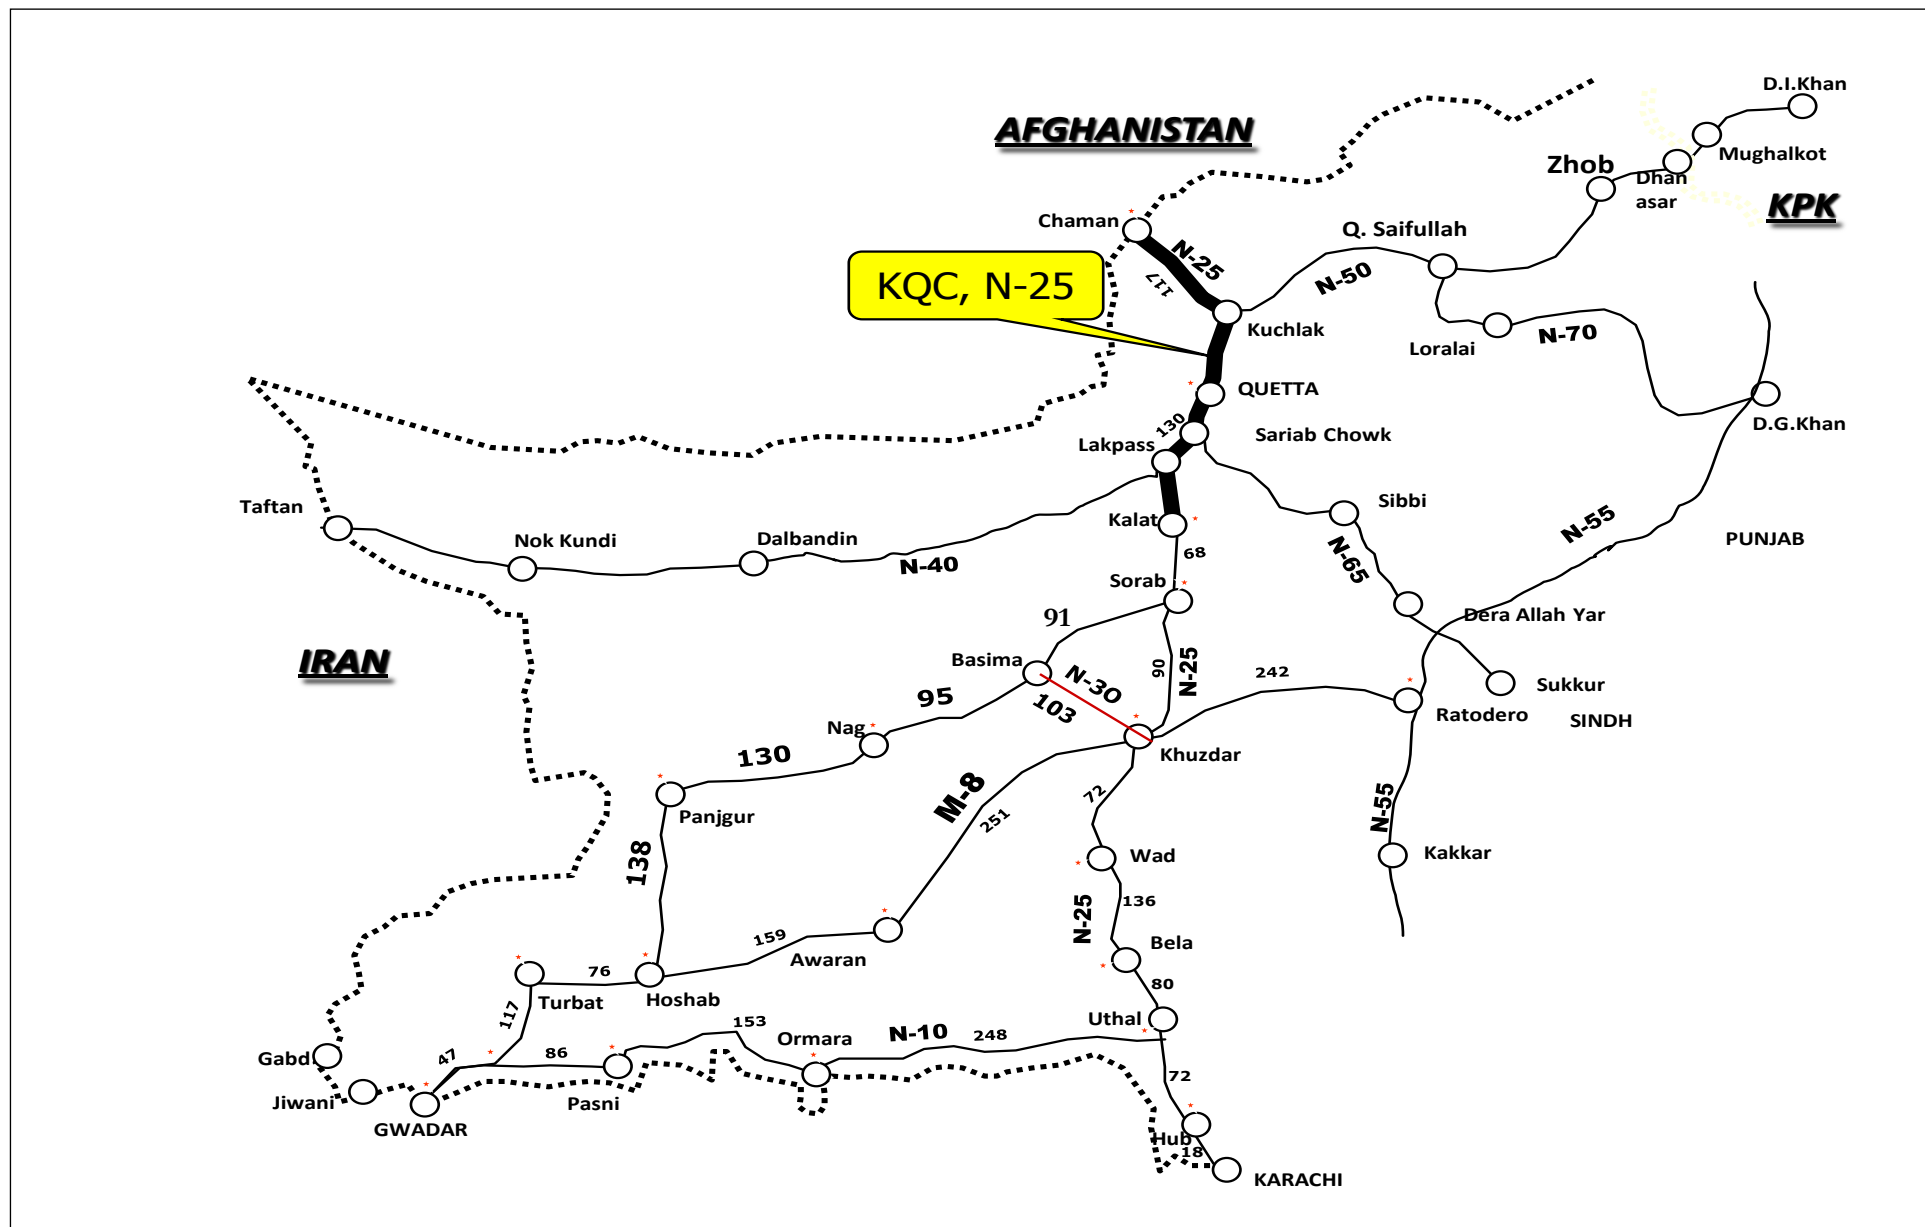 D.I.Khan
AFGHANISTAN
Mughalkot
Zhob
Dhan
asar
KPK
Chaman
N-25
117
Q. Saifullah
N-50
KQC, N-25
Kuchlak
Loralai
N-70
QUETTA
D.G.Khan
130
Sariab Chowk
Lakpass
Taftan
Sibbi
Kalat
N-55
Nok Kundi
Dalbandin
N-40
N-65
PUNJAB
68
Sorab
91
Dera Allah Yar
IRAN
Basima
N-3O
103
90
N-25
242
Sukkur
95
Nag
Ratodero
SINDH
130
Khuzdar
Panjgur
M-8
251
72
N-55
138
Wad
Kakkar
136
N-25
159
Awaran
Bela
76
80
Turbat
Hoshab
117
153
Ormara
N-10
248
Uthal
Gabd
47
86
72
Jiwani
Pasni
GWADAR
Hub
18
KARACHI